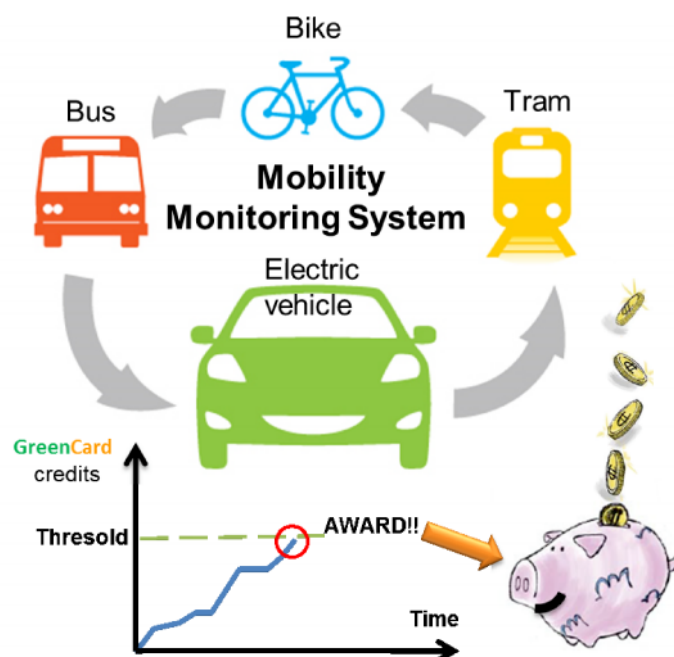 Bike
Bus
Tram
Mobility
Monitoring System
Electric
vehicle
GreenCard
credits
Thresold
AWARD!!
Time